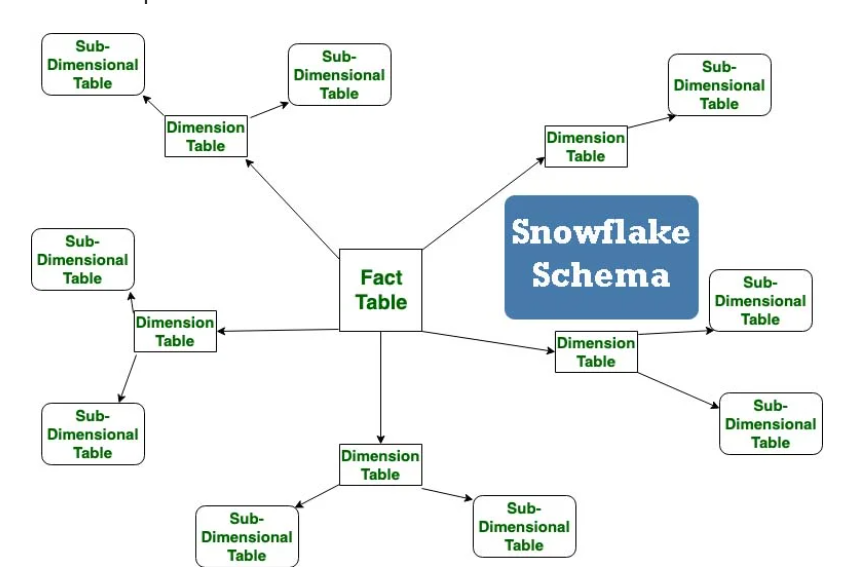 Sub-
Dimensional
Table
Sub-
Dimensional
Table
Sub-
Dimensional
Table
Dimension
Table
Dimension
Table
Snowflake
Schema
Sub-
Dimensional
Table
Fact
Table
Sub-
Dimensional
Table
Dimension
Table
Dimension
Table
Sub-
Dimensional
Table
Sub-
Dimensional
Table
Dimension
Table
Sub-
Dimensional
Table
Sub-
Dimensional
Table